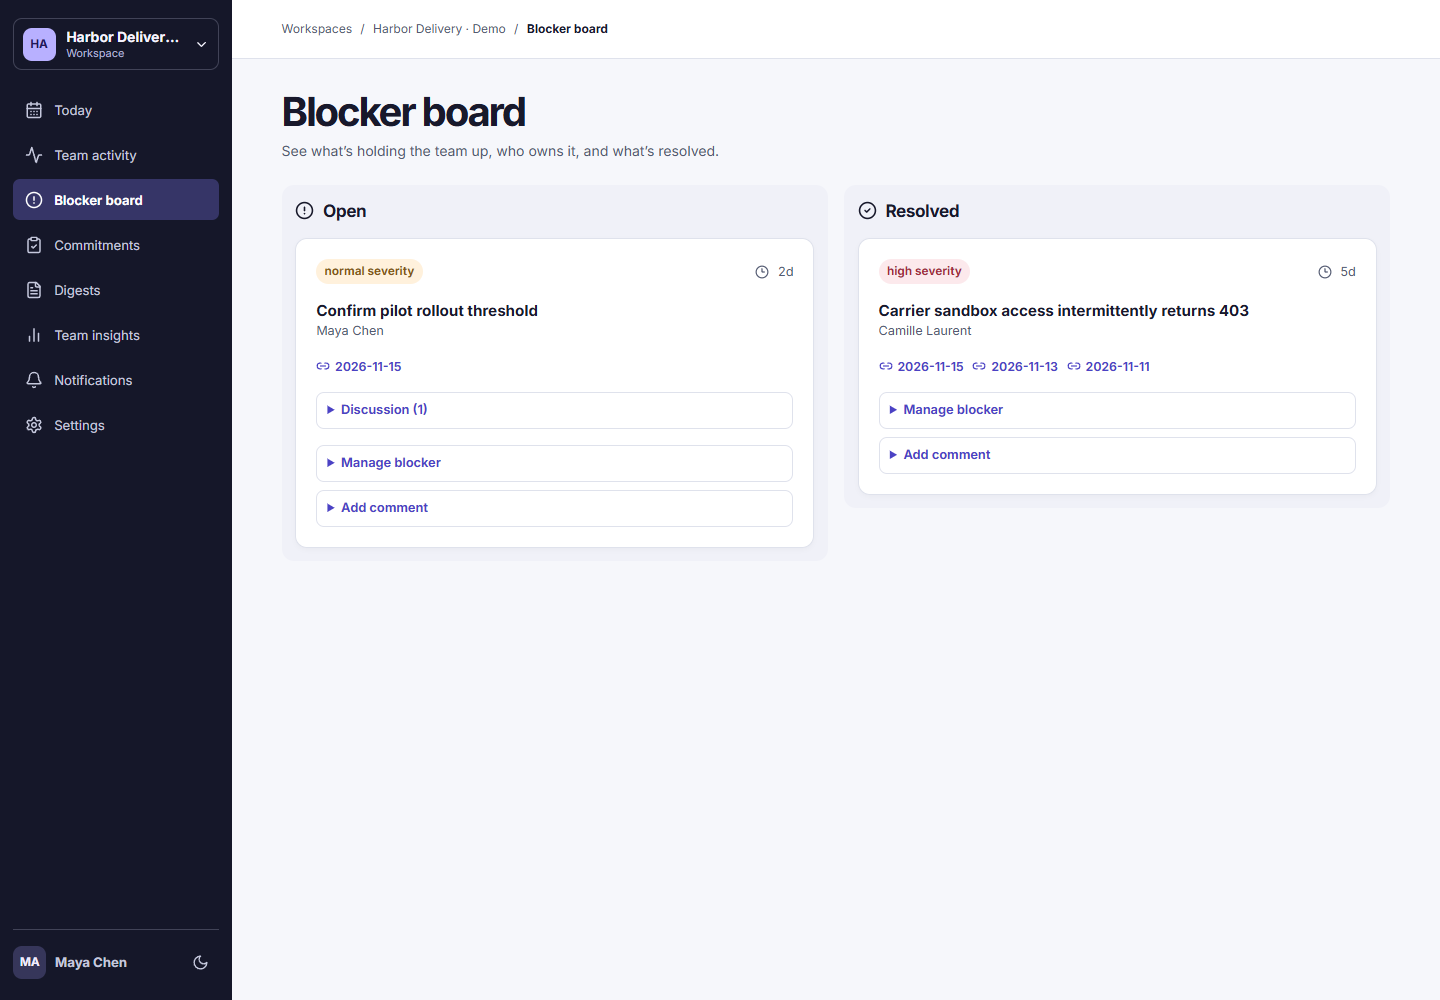 HA
Harbor Deliver...
Workspace
Today
Team activity
Blocker board
Commitments
Digests
Team insights
Notifications
Settings
MA
Maya Chen
Workspaces / Harbor Delivery · Demo / Blocker board
Blocker board
See what’s holding the team up, who owns it, and what’s resolved.
Open
normal severity
2d
Confirm pilot rollout threshold
Maya Chen
2026-11-15
Discussion (1)
Manage blocker
Add comment
Resolved
high severity
5d
Carrier sandbox access intermittently returns 403
Camille Laurent
2026-11-15 2026-11-13 2026-11-11
Manage blocker
Add comment